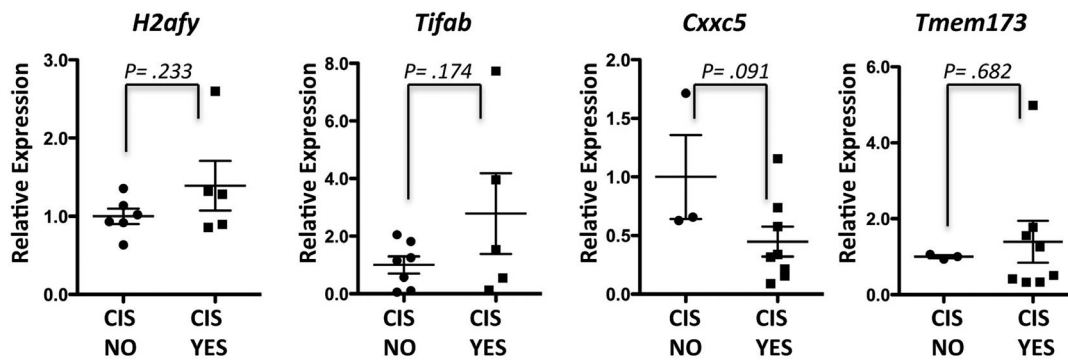 H2afy
Tifab
Cxxc5
Tmem173
Relative Expression
3.0
2.0
1.0
0.0
P= .233
CIS NO
CIS YES
Relative Expression
8.0
6.0
4.0
2.0
0.0
P= .174
CIS NO
CIS YES
Relative Expression
2.0
1.5
1.0
0.5
0.0
P= .091
CIS NO
CIS YES
Relative Expression
6.0
4.0
2.0
0.0
P= .682
CIS NO
CIS YES